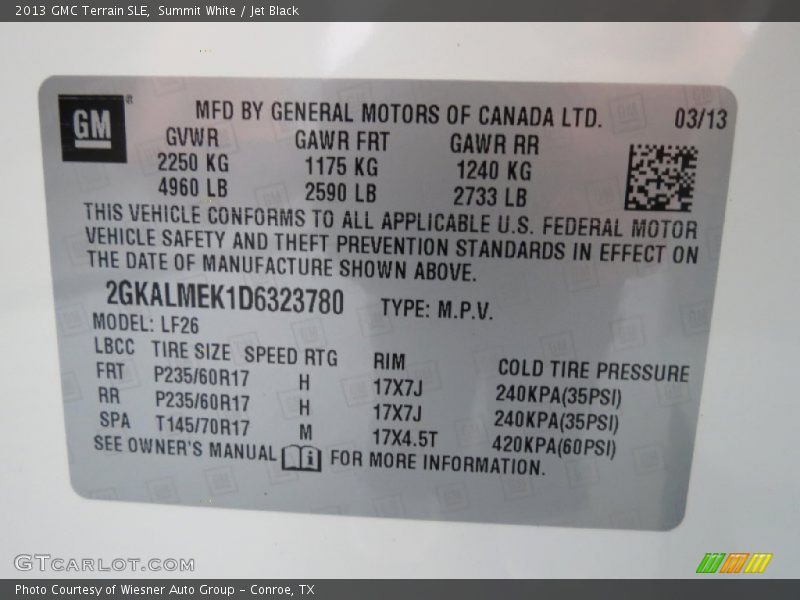 2013 GMC Terrain SLE, Summit White / Jet Black
GM
MFD BY GENERAL MOTORS OF CANADA LTD. 03/13
GVWR GAWR FRT GAWR RR
2250 KG 1175 KG 1240 KG
4960 LB 2590 LB 2733 LB
THIS VEHICLE CONFORMS TO ALL APPLICABLE U.S. FEDERAL MOTOR
VEHICLE SAFETY AND THEFT PREVENTION STANDARDS IN EFFECT ON
THE DATE OF MANUFACTURE SHOWN ABOVE.
2GKALMEK1D6323780 TYPE: M.P.V.
MODEL: LF26
LBCC TIRE SIZE SPEED RTG RIM COLD TIRE PRESSURE
FRT P235/60R17 H 17X7J 240KPA(35PSI)
RR P235/60R17 H 17X7J 240KPA(35PSI)
SPA T145/70R17 M 17X4.5T 420KPA(60PSI)
SEE OWNER'S MANUAL i FOR MORE INFORMATION.
GTCARLOT.COM
Photo Courtesy of Wiesner Auto Group - Conroe, TX